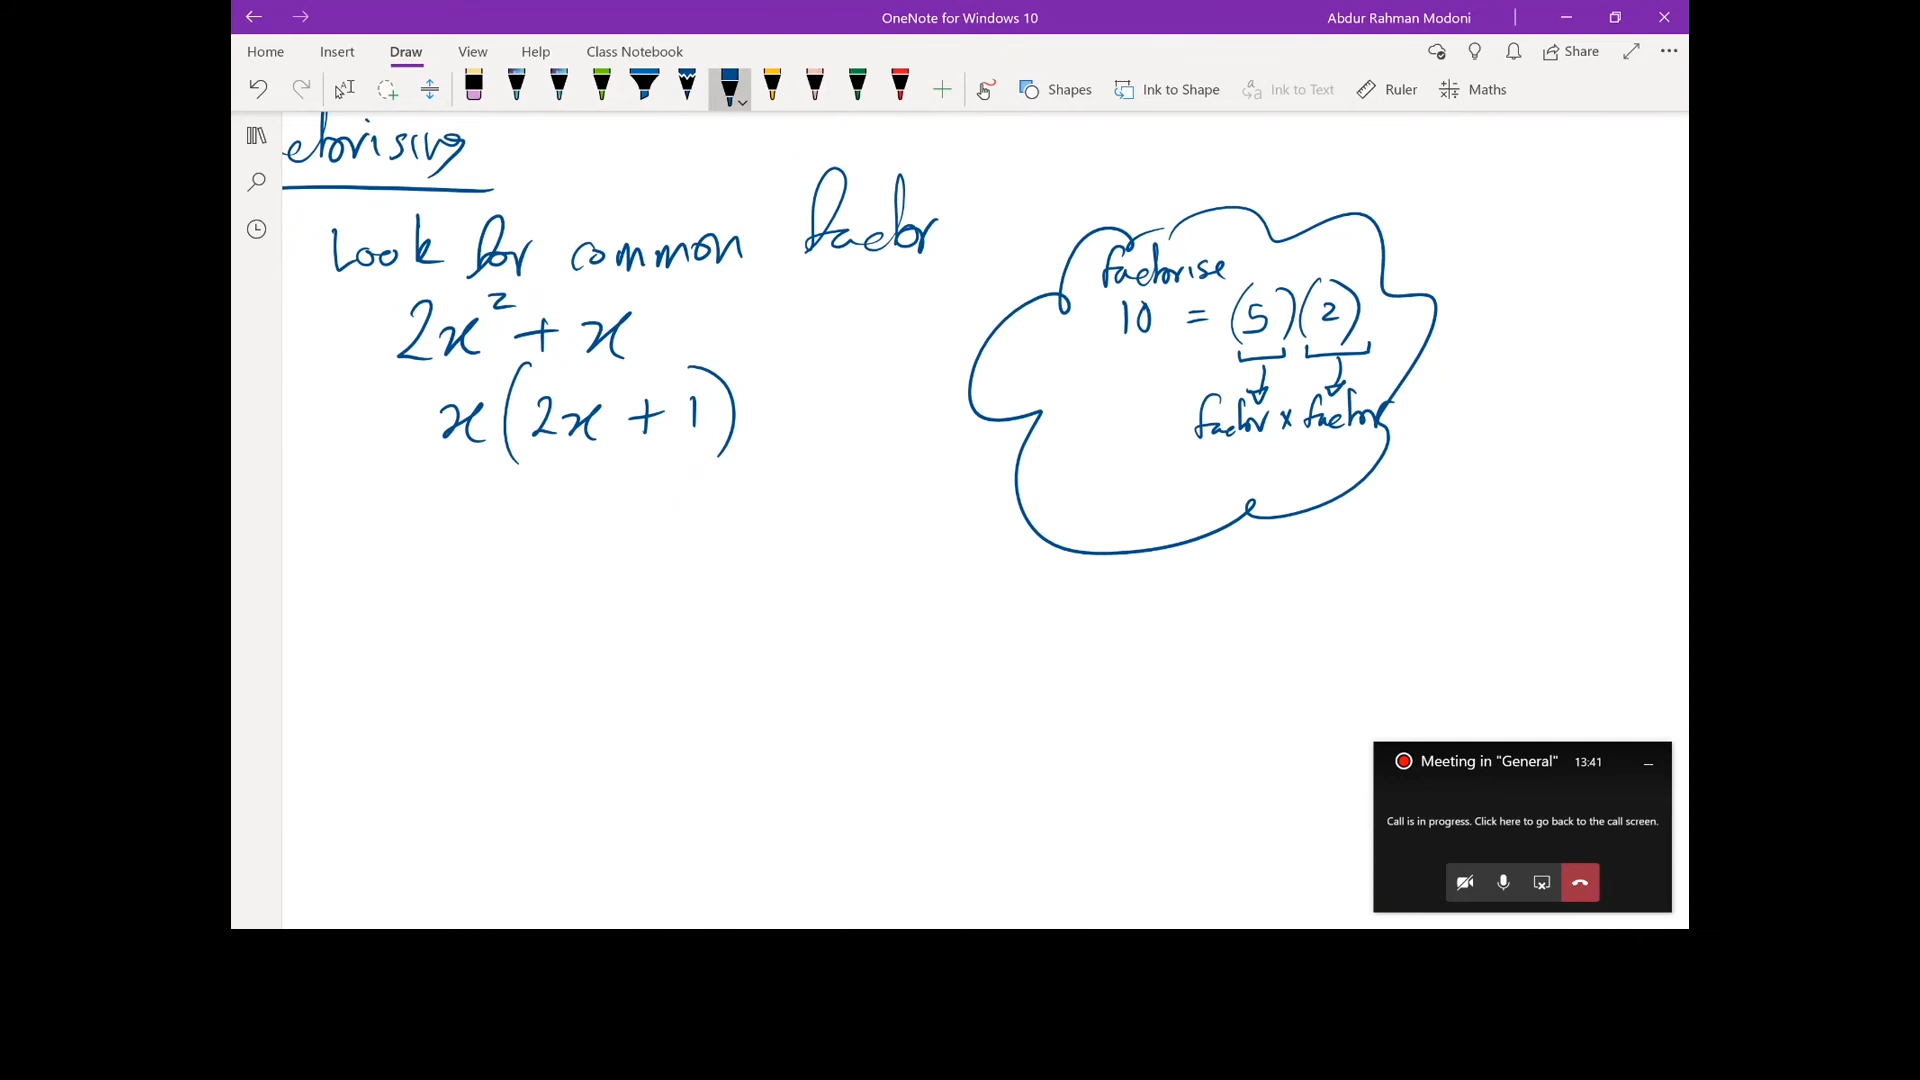 OneNote for Windows 10
Abdur Rahman Modoni
Home Insert Draw View Help Class Notebook
Share
Shapes Ink to Shape Ink to Text Ruler Maths
ctorising
Look for common factor
2x² + x
x(2x + 1)
factorise
10 = (5)(2)
factor × factor
Meeting in "General" 13:41
Call is in progress. Click here to go back to the call screen.